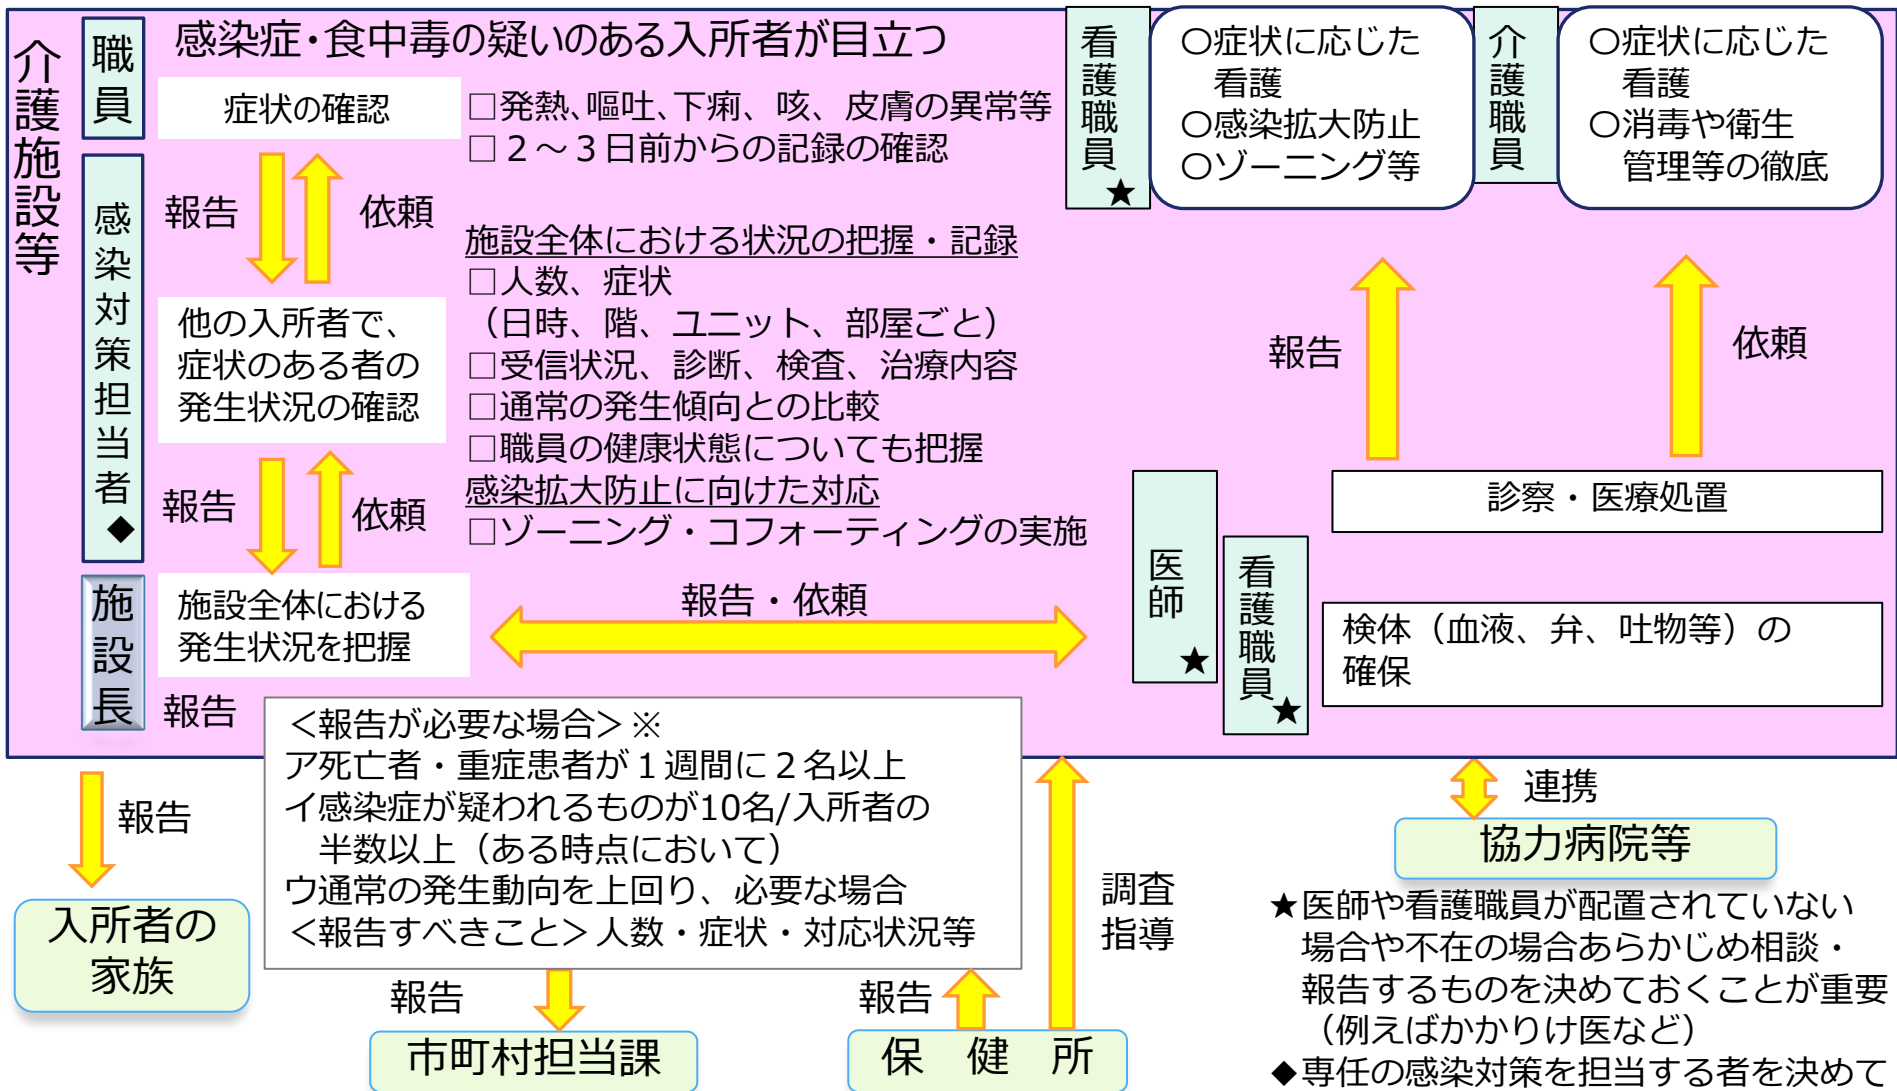 介護施設等
職員
感染症・食中毒の疑いのある入所者が目立つ
症状の確認
□発熱、嘔吐、下痢、咳、皮膚の異常等
□２～３日前からの記録の確認
報告
依頼
感染対策担当者◆
他の入所者で、
症状のある者の
発生状況の確認
施設全体における状況の把握・記録
□人数、症状
（日時、階、ユニット、部屋ごと）
□受信状況、診断、検査、治療内容
□通常の発生傾向との比較
□職員の健康状態についても把握
感染拡大防止に向けた対応
□ゾーニング・コフォーティングの実施
報告
依頼
施設長
施設全体における
発生状況を把握
報告・依頼
看護職員★
○症状に応じた
看護
○感染拡大防止
○ゾーニング等
介護職員
○症状に応じた
看護
○消毒や衛生
管理等の徹底
報告
依頼
診察・医療処置
医師★
看護職員★
検体（血液、弁、吐物等）の
確保
報告
＜報告が必要な場合＞※
ア死亡者・重症患者が１週間に２名以上
イ感染症が疑われるものが10名/入所者の
半数以上（ある時点において）
ウ通常の発生動向を上回り、必要な場合
＜報告すべきこと＞人数・症状・対応状況等
報告
入所者の
家族
報告
市町村担当課
報告
保　健　所
調査
指導
連携
協力病院等
★医師や看護職員が配置されていない
場合や不在の場合あらかじめ相談・
報告するものを決めておくことが重要
（例えばかかりけ医など）
◆専任の感染対策を担当する者を決めて